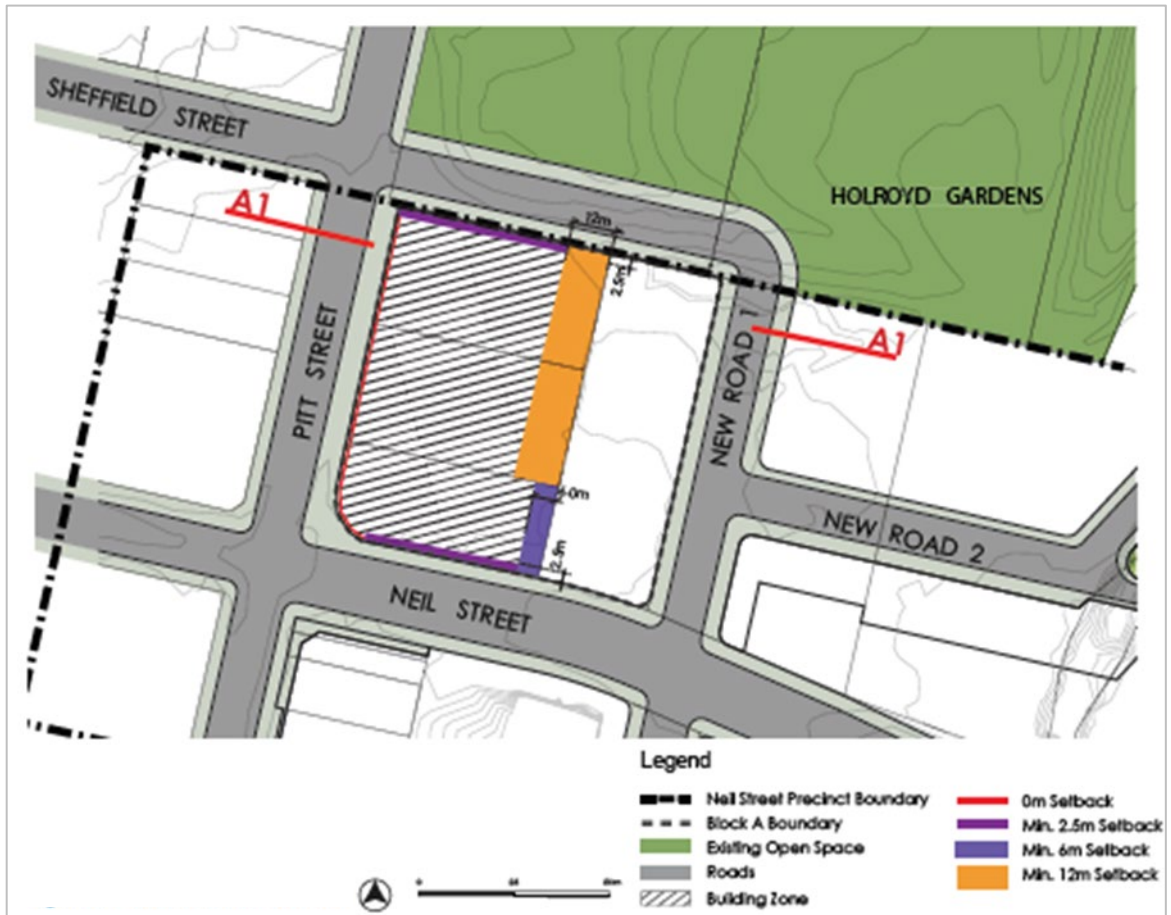 SHEFFIELD STREET
HOLROYD GARDENS
A1
12m
2.5m
A1
PITT STREET
NEW ROAD 1
6.0m
NEW ROAD 2
2.5m
NEIL STREET
Legend
Neil Street Precinct Boundary
Block A Boundary
Existing Open Space
Roads
Building Zone
0m Setback
Min. 2.5m Setback
Min. 6m Setback
Min. 12m Setback
0